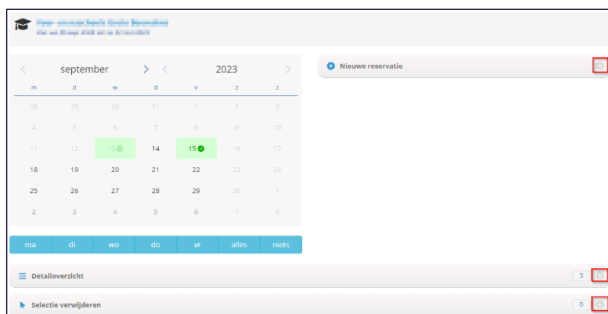 september 2023
m d w d v z z
28 29 30 31 1 2 3
4 5 6 7 8 9 10
11 12 13 14 15 16 17
18 19 20 21 22 23 24
25 26 27 28 29 30 1
2 3 4 5 6 7 8
ma di wo do vr alles niets
Nieuwe reservatie
Detailoverzicht 3
Selectie verwijderen 0